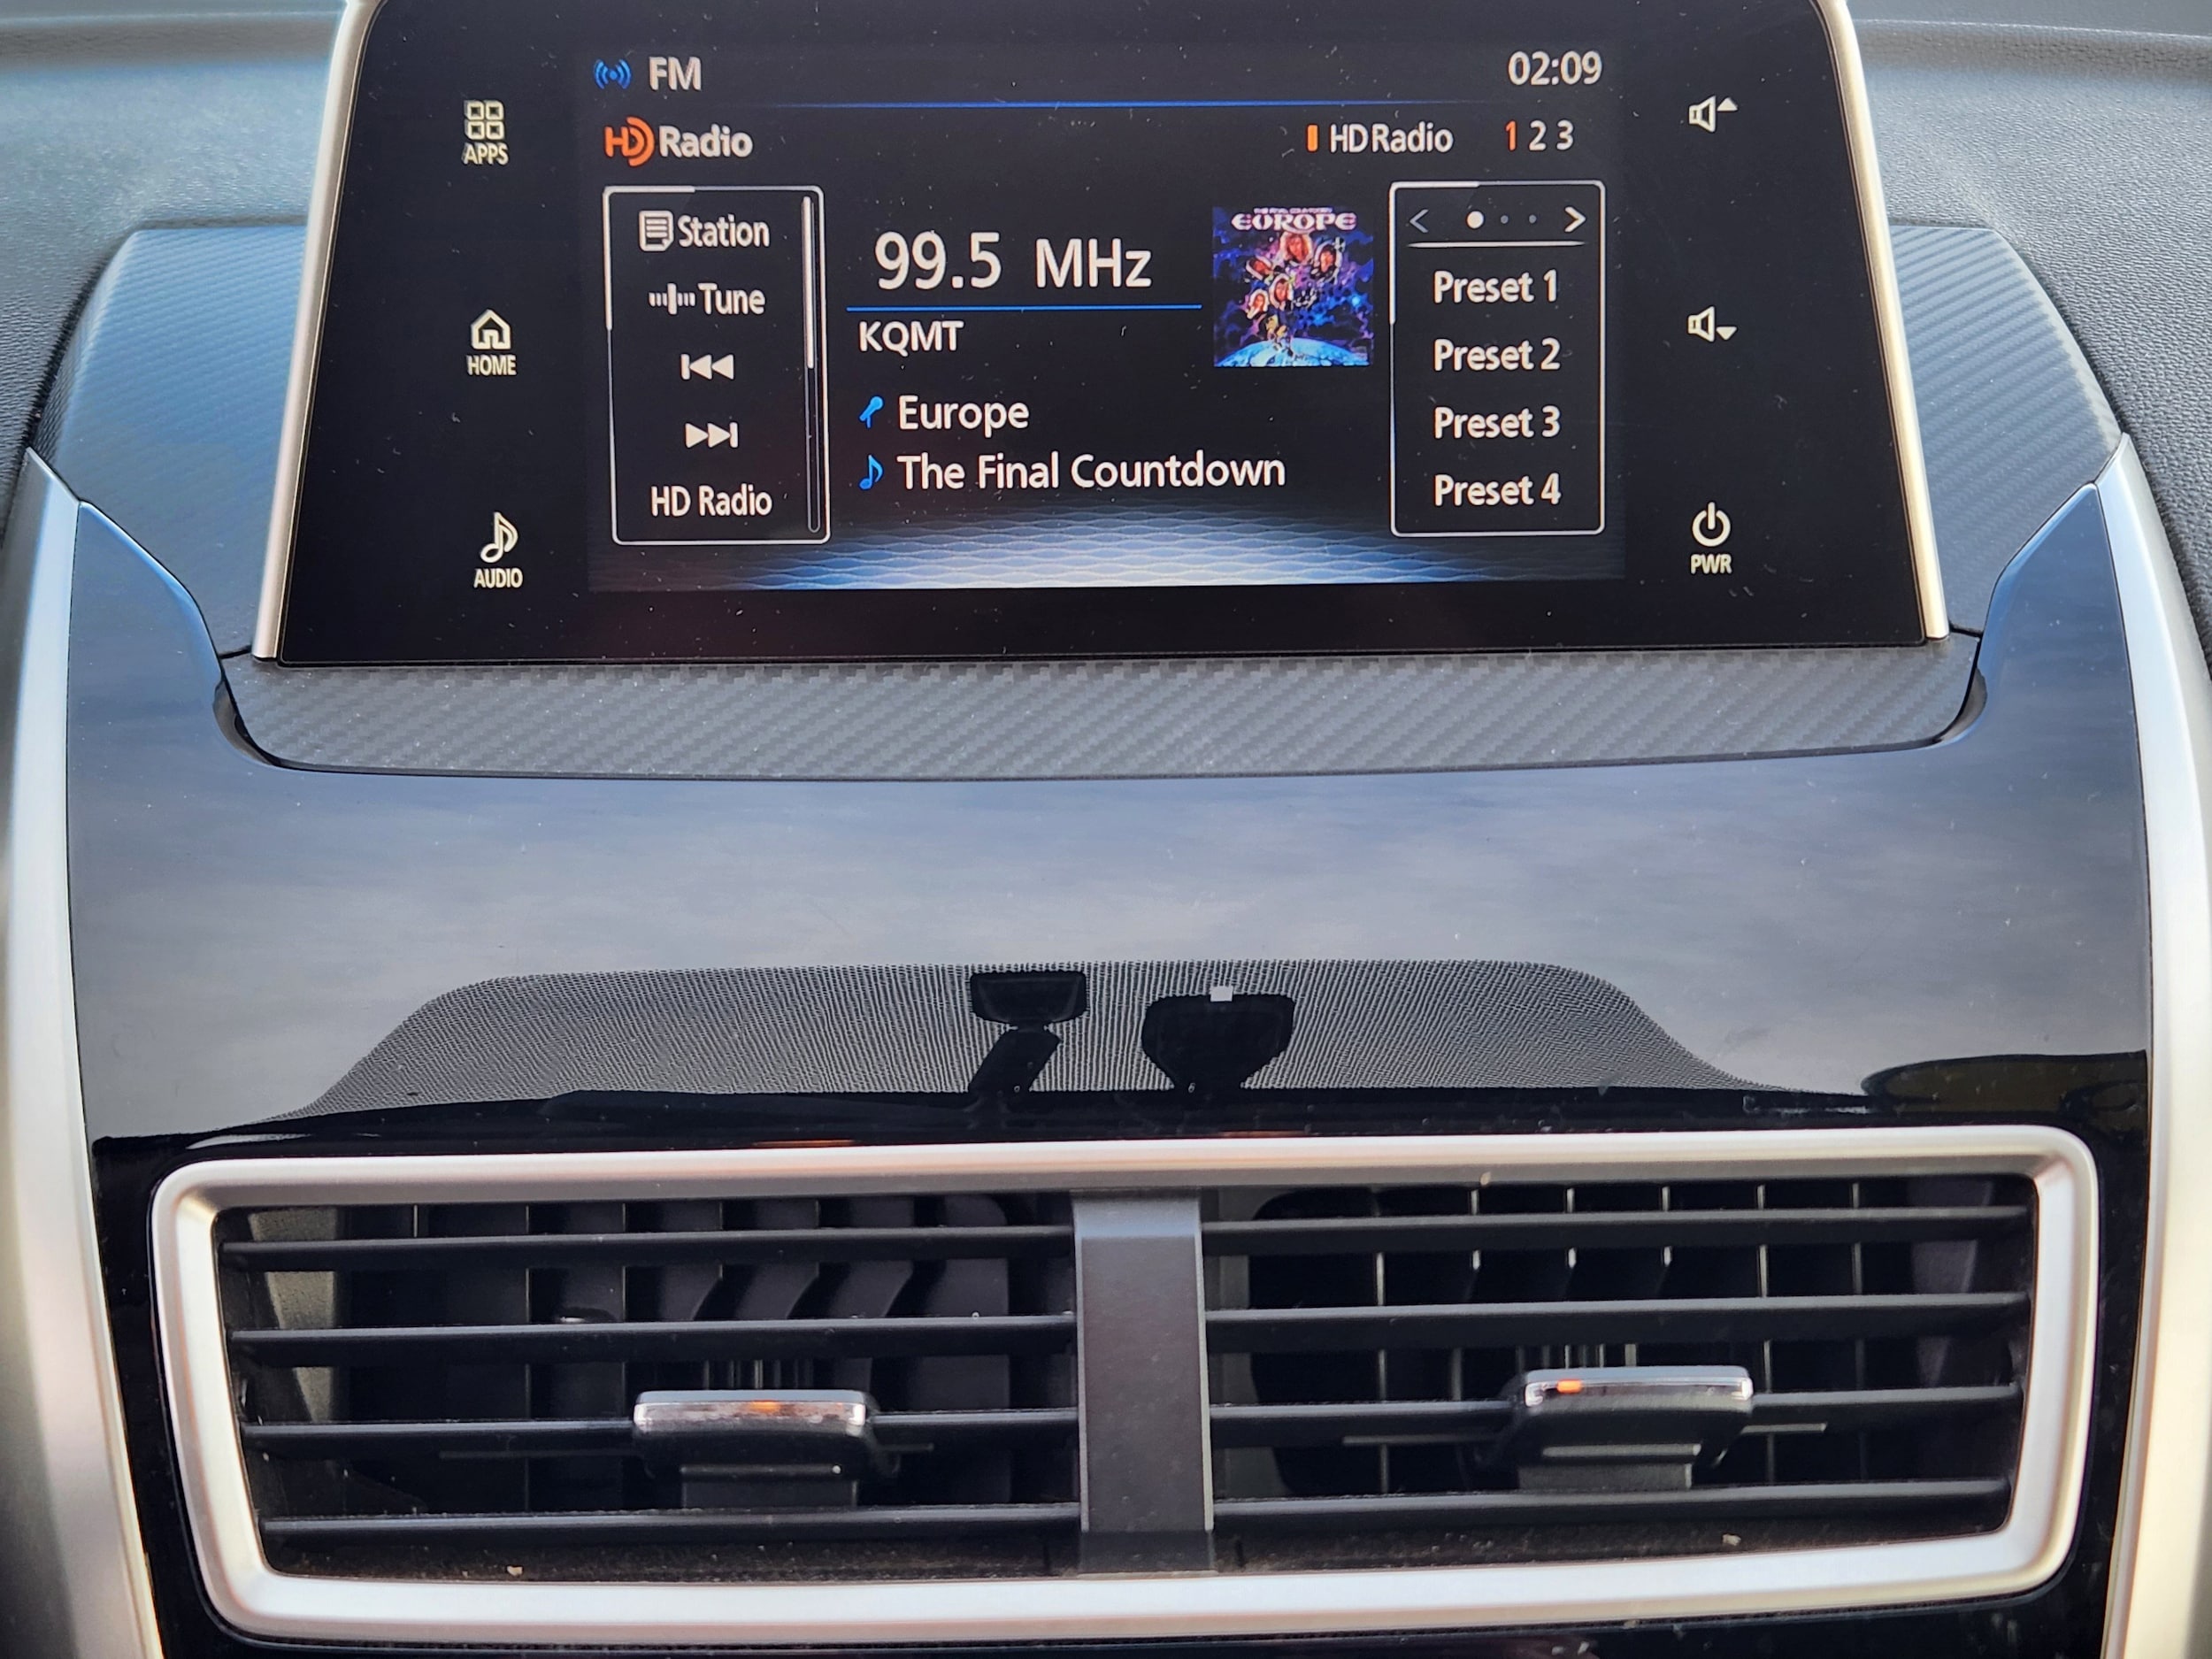 FM
02:09
APPS
HD Radio
HD Radio 1 2 3
Station
Tune
HD Radio
HOME
AUDIO
99.5 MHz
KQMT
Europe
The Final Countdown
EUROPE
Preset 1
Preset 2
Preset 3
Preset 4
PWR